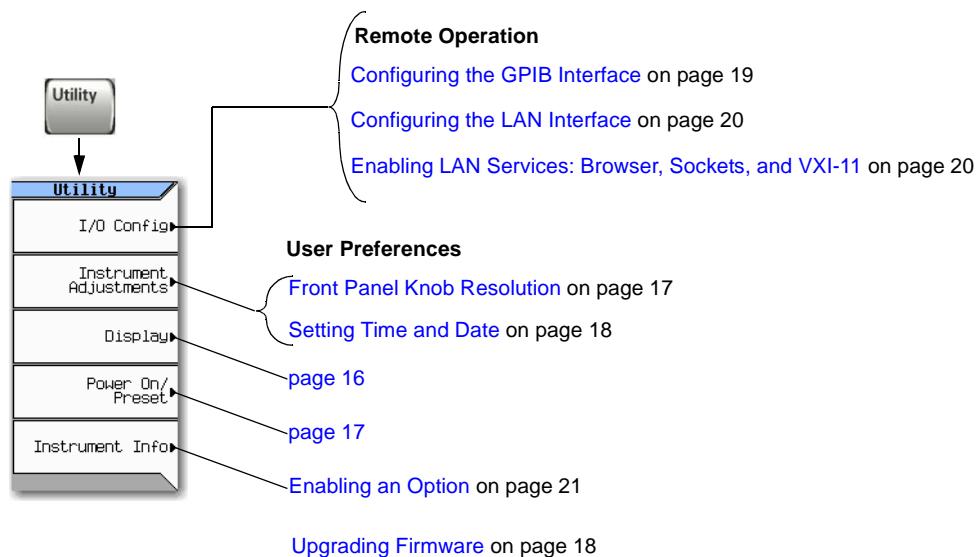 Remote Operation
Configuring the GPIB Interface on page 19
Configuring the LAN Interface on page 20
Enabling LAN Services: Browser, Sockets, and VXI-11 on page 20
Utility
Utility
I/O Config
Instrument
Adjustments
Display
Power On/
Preset
Instrument Info
User Preferences
Front Panel Knob Resolution on page 17
Setting Time and Date on page 18
page 16
page 17
Enabling an Option on page 21
Upgrading Firmware on page 18